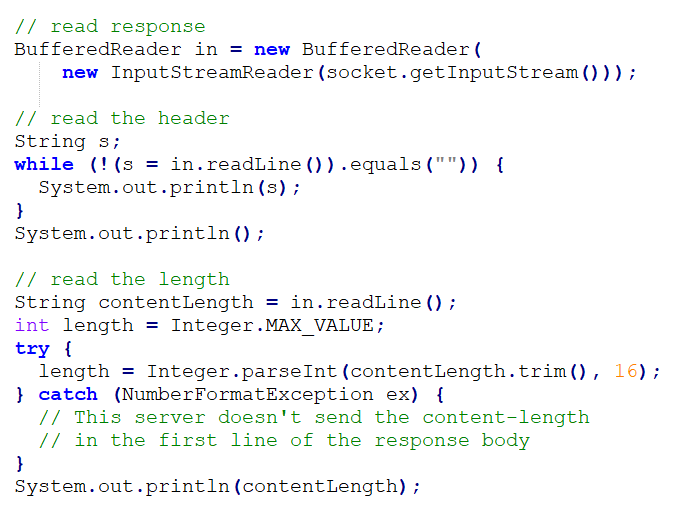 // read response
BufferedReader in = new BufferedReader(
    new InputStreamReader(socket.getInputStream()));

// read the header
String s;
while (!(s = in.readLine()).equals("")) {
  System.out.println(s);
}
System.out.println();

// read the length
String contentLength = in.readLine();
int length = Integer.MAX_VALUE;
try {
  length = Integer.parseInt(contentLength.trim(), 16);
} catch (NumberFormatException ex) {
  // This server doesn't send the content-length
  // in the first line of the response body
}
System.out.println(contentLength);